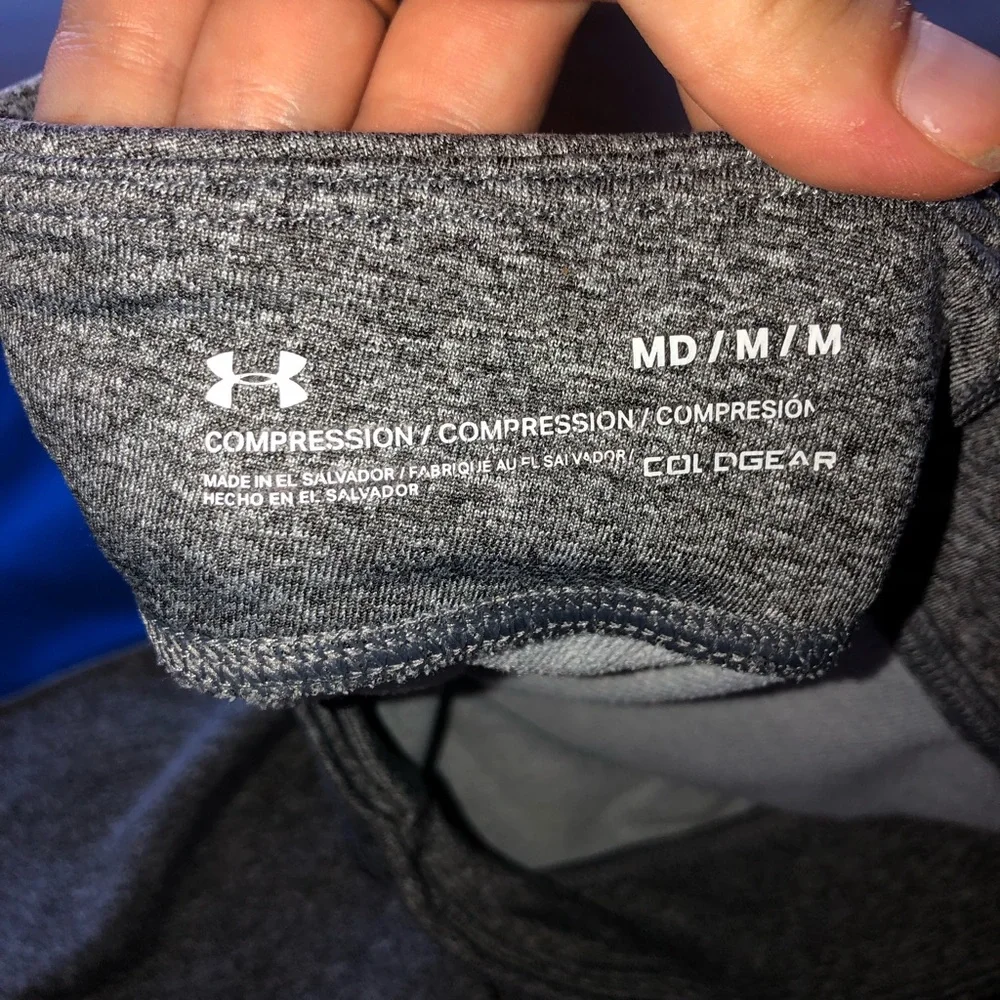 MD / M / M
COMPRESSION / COMPRESSION / COMPRESIÓN
MADE IN EL SALVADOR / FABRIQUÉ AU EL SALVADOR /
HECHO EN EL SALVADOR
COLDGEAR